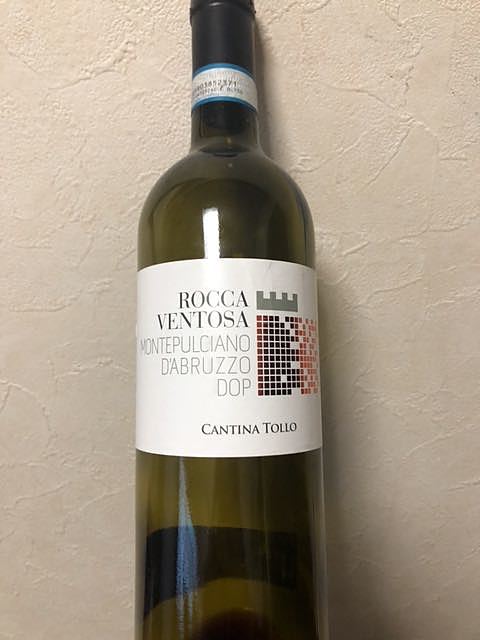 ROCCA
VENTOSA
MONTEPULCIANO
D'ABRUZZO
DOP
CANTINA TOLLO